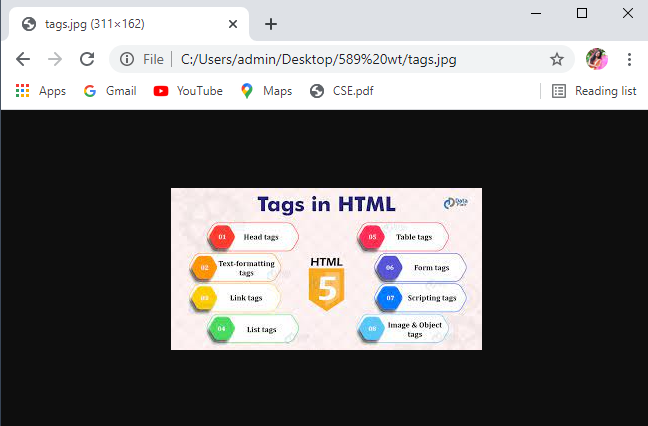 tags.jpg (311×162)
File
C:/Users/admin/Desktop/589%20wt/tags.jpg
Apps
Gmail
YouTube
Maps
CSE.pdf
Reading list
Tags in HTML
Data
01
Head tags
02
Text-formatting
tags
03
Link tags
04
List tags
HTML
5
05
Table tags
06
Form tags
07
Scripting tags
08
Image & Object
tags